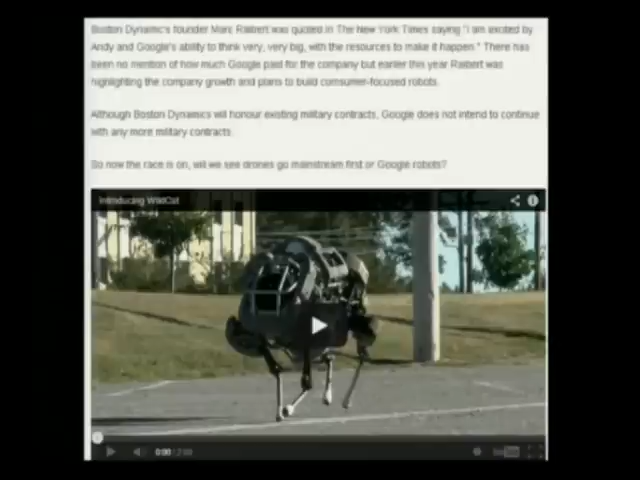 Boston Dynamic's founder Marc Raibert was quoted in The New York Times saying "I am excited by
Andy and Google's ability to think very, very big, with the resources to make it happen." There has
been no mention of how much Google paid for the company but earlier this year Raibert was
highlighting the company growth and plans to build comsumer-focused robots.
Although Boston Dynamics will honour existing military contracts, Google does not intend to continue
with any more military contracts.
So now the race is on, will we see drones go mainstream first or Google robots?
Introducing WildCat
0:00